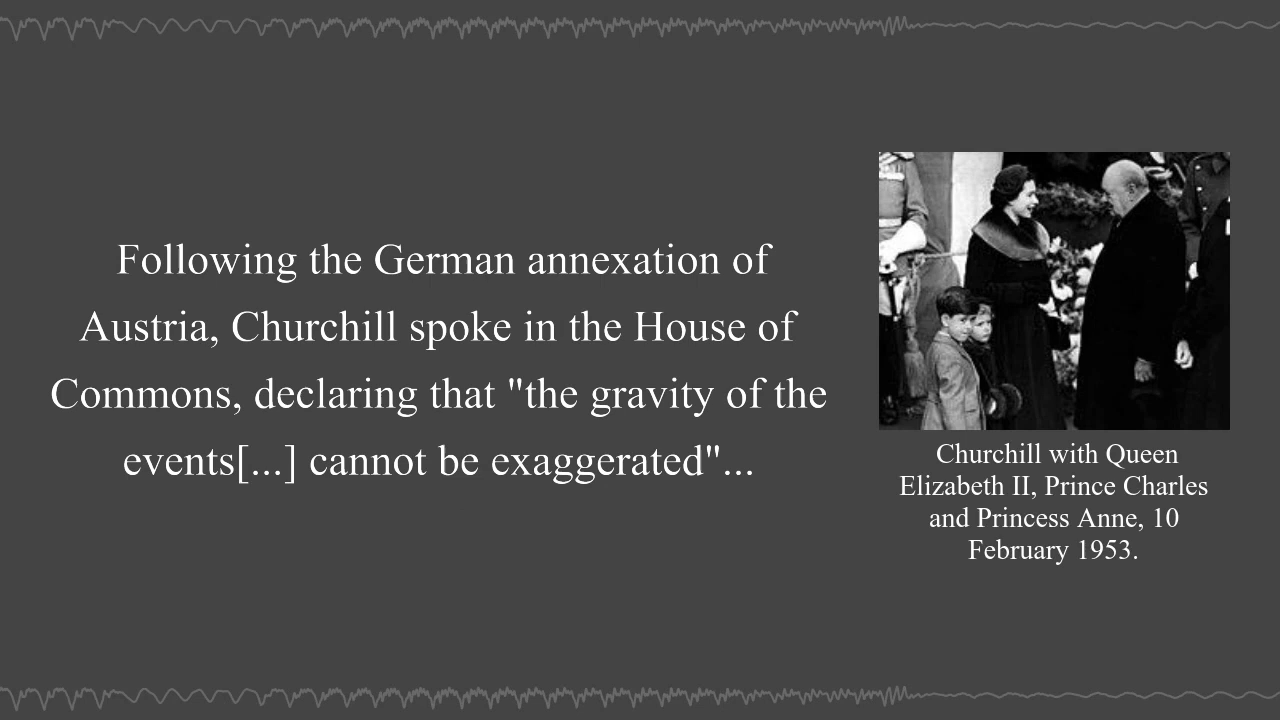 Following the German annexation of
Austria, Churchill spoke in the House of
Commons, declaring that "the gravity of the
events[...] cannot be exaggerated"...
Churchill with Queen
Elizabeth II, Prince Charles
and Princess Anne, 10
February 1953.